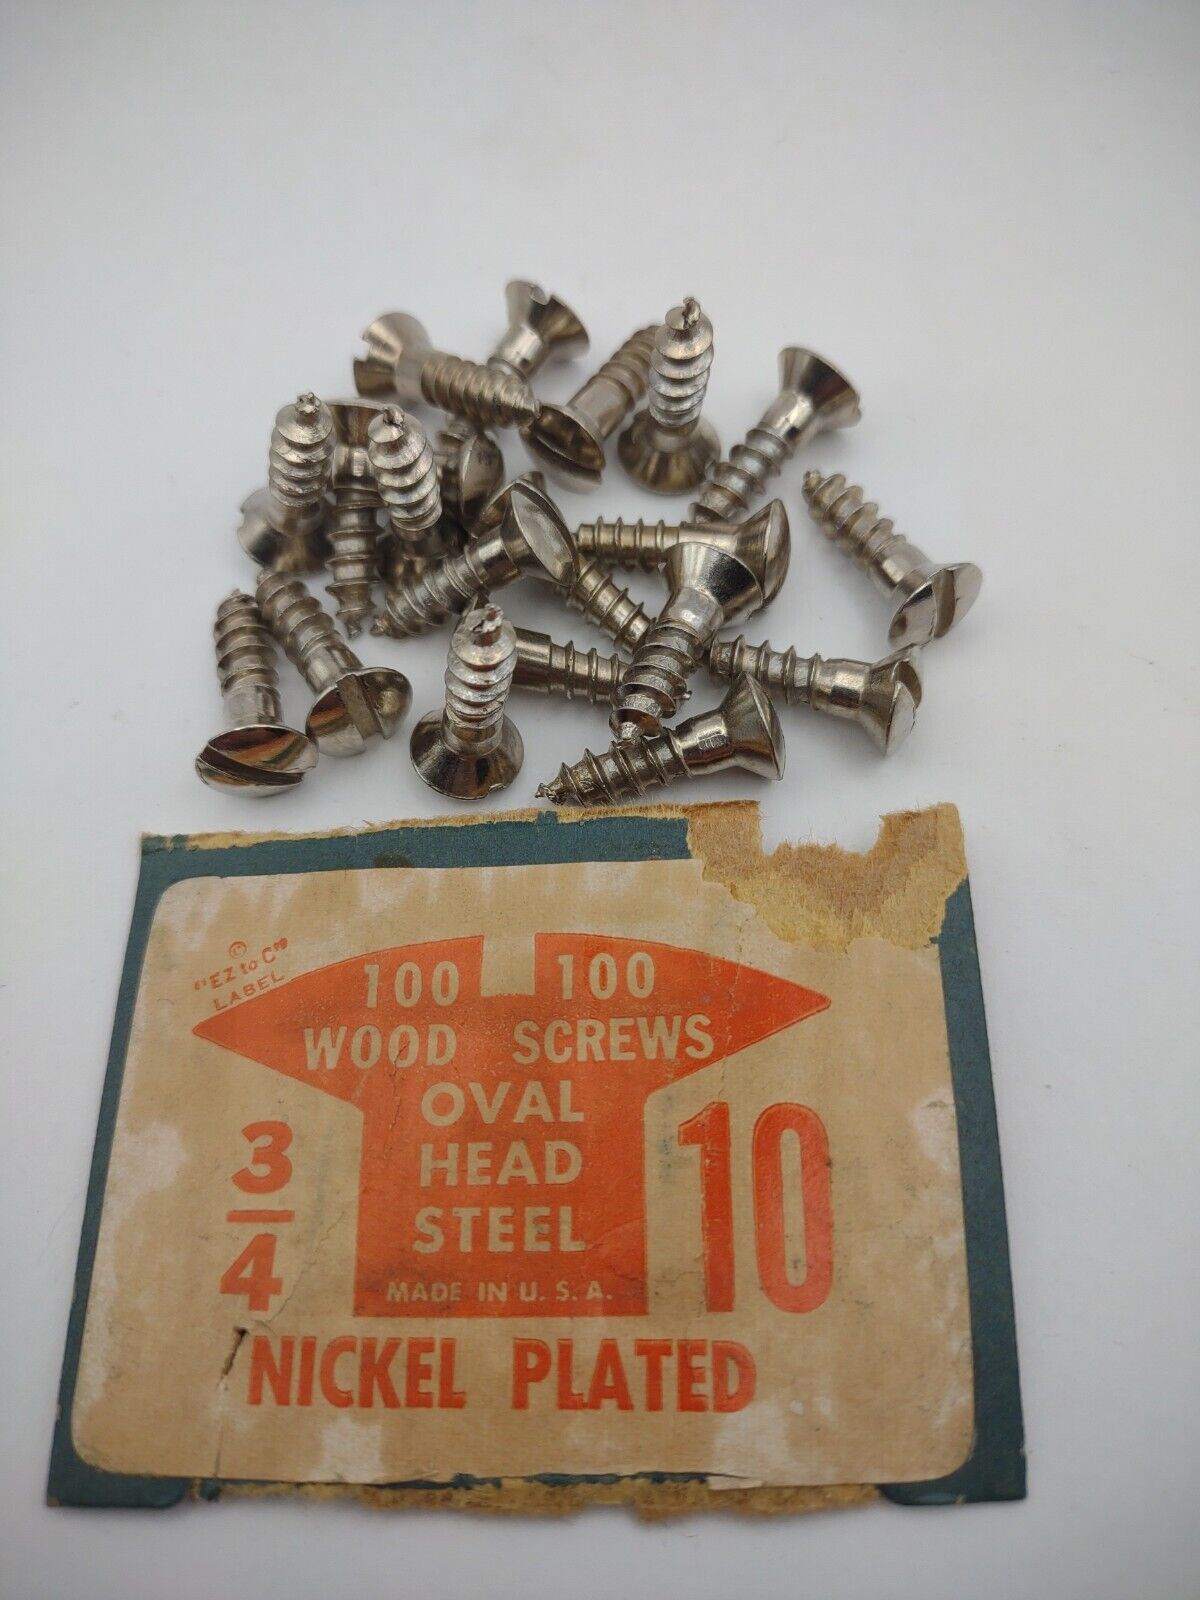 ©
"EZ to C"
LABEL
100 100
WOOD SCREWS
OVAL
HEAD
STEEL
MADE IN U.S.A.
3
4
10
NICKEL PLATED